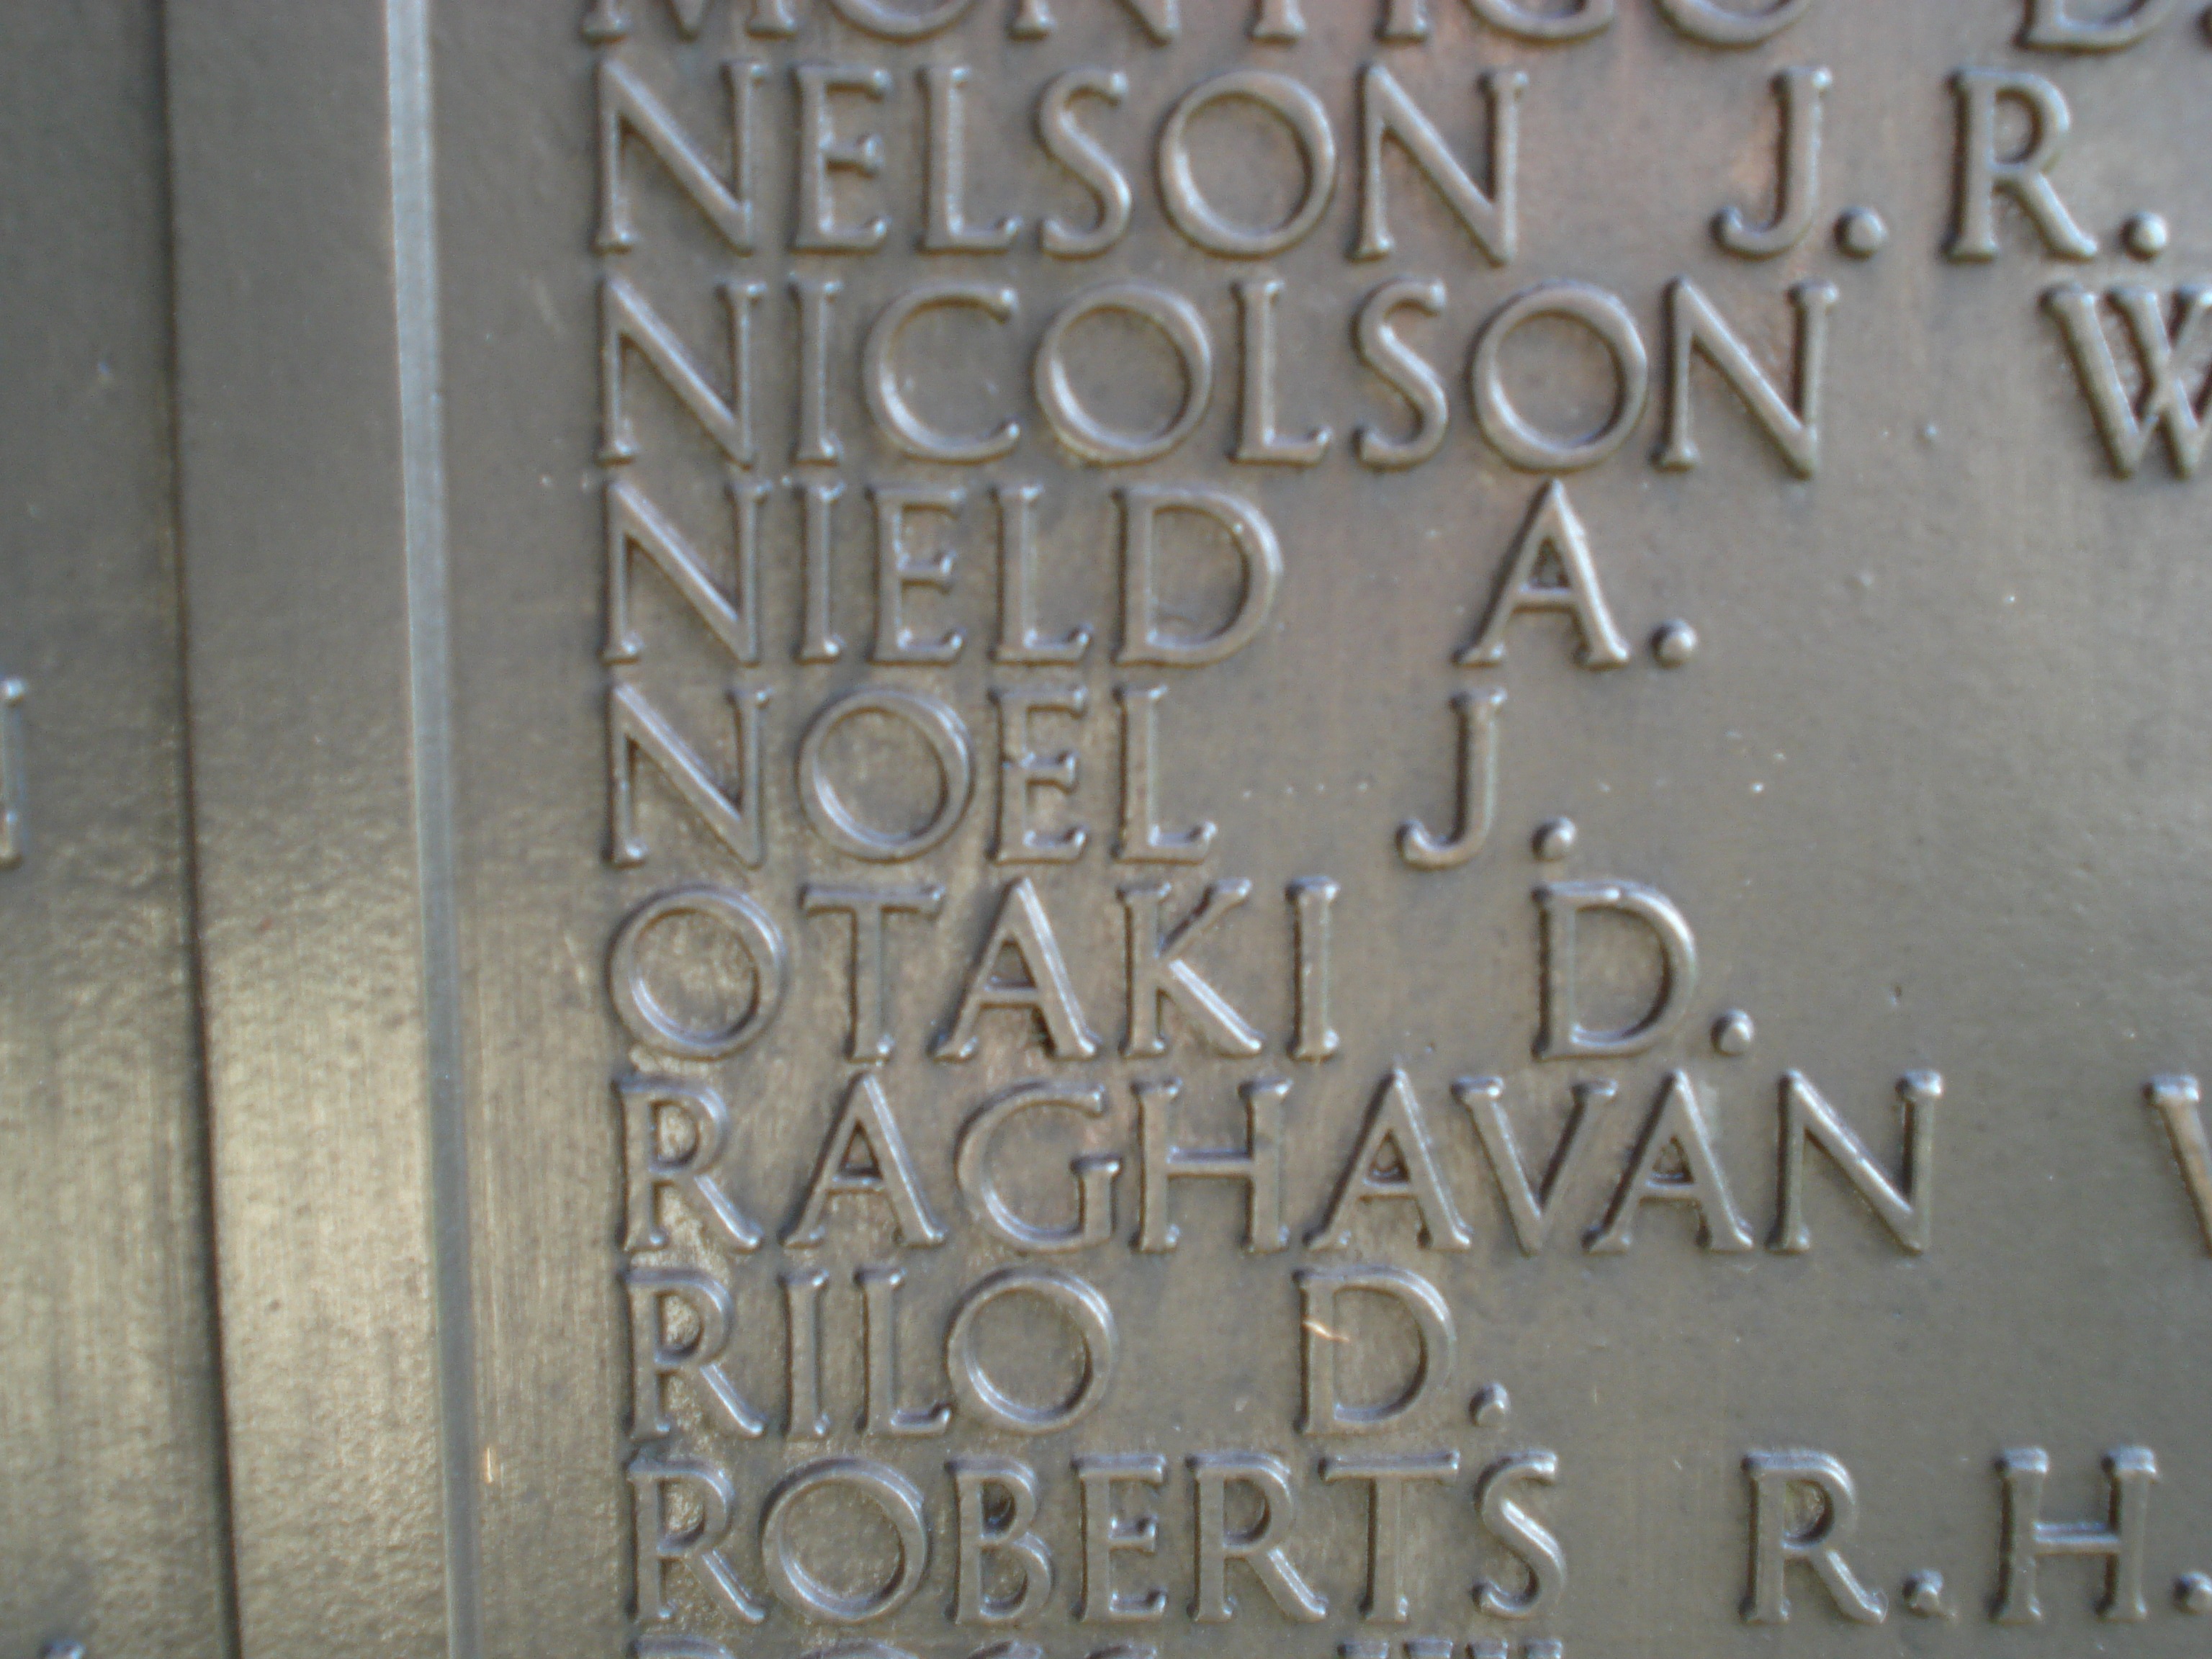 NELSON J.R.
NICOLSON W
NIELD A.
NOEL J.
OTAKI D.
RAGHAVAN
RILO D.
ROBERTS R.H.